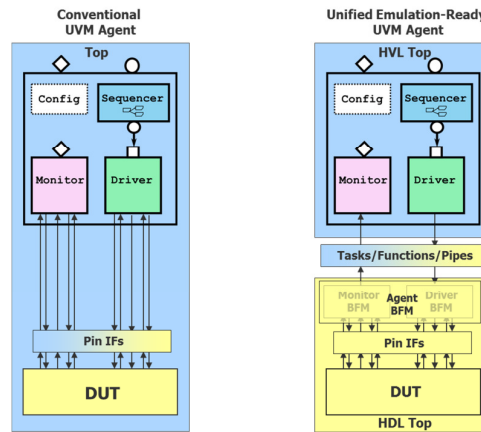 Conventional
UVM Agent
Top
Config
Sequencer
Monitor
Driver
Pin IFs
DUT
Unified Emulation-Ready
UVM Agent
HVL Top
Config
Sequencer
Monitor
Driver
Tasks/Functions/Pipes
Monitor
BFM
Agent
BFM
Driver
BFM
Pin IFs
DUT
HDL Top